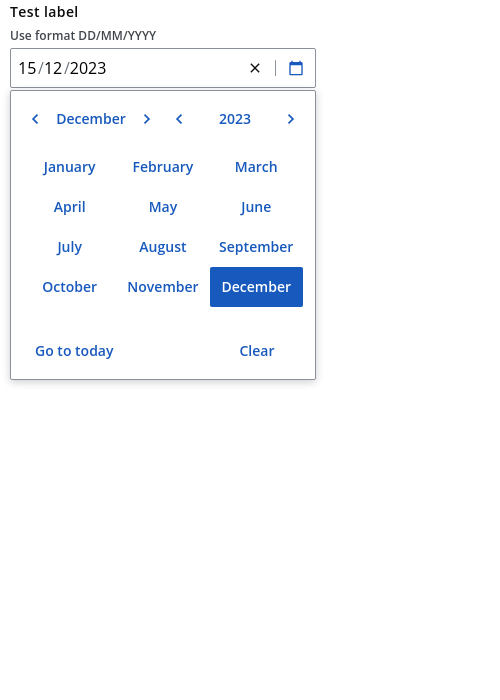 Test label
Use format DD/MM/YYYY
15/12/2023
December 2023
January February March
April May June
July August September
October November December
Go to today Clear